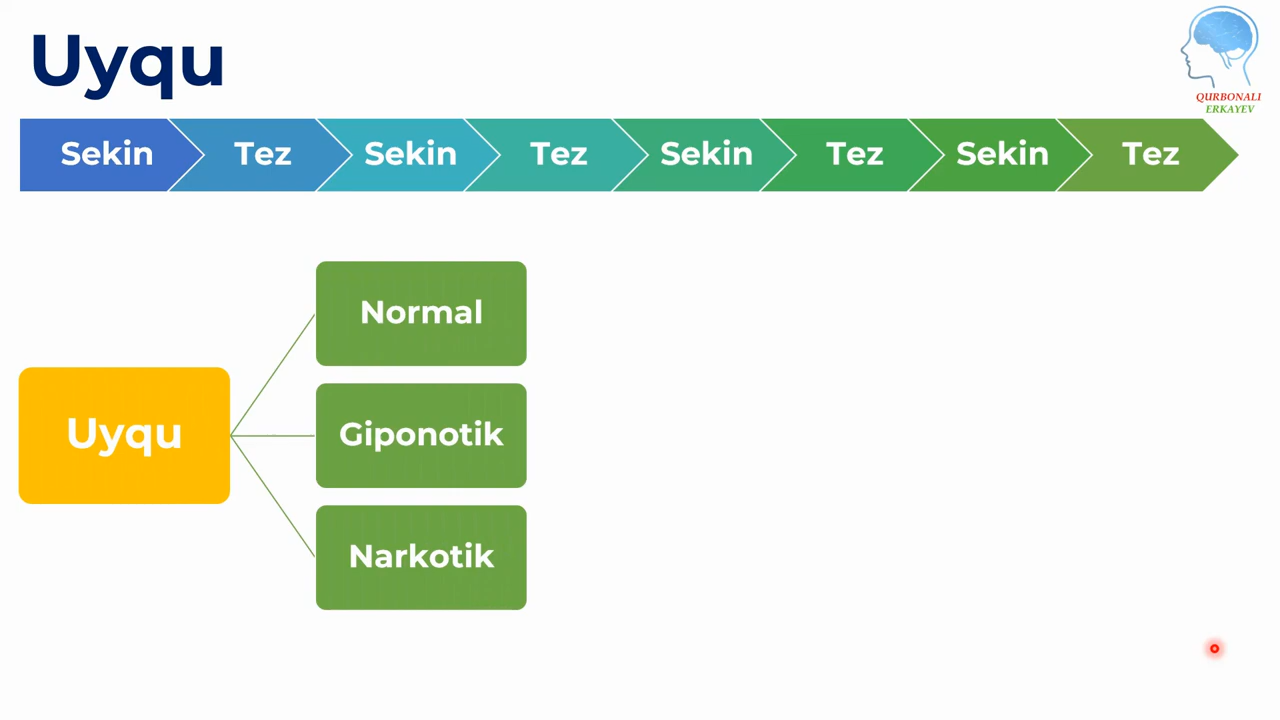 Uyqu
QURBONALI
ERKAYEV
Sekin Tez Sekin Tez Sekin Tez Sekin Tez
Normal
Uyqu
Giponotik
Narkotik